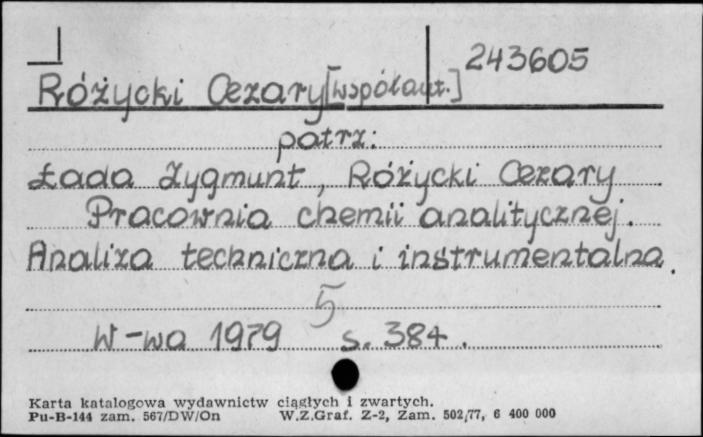 243605
Różycki Cezary [współaut.]
patrz:
Łada Zygmunt, Różycki Cezary
Pracownia chemii analitycznej.
Analiza techniczna i instrumentalna.
5
W-wa 1979 s. 384.
Karta katalogowa wydawnictw ciągłych i zwartych.
Pu-B-144 zam. 567/DW/On W.Z.Graf. Z-2, Zam. 502/77, 6 400 000